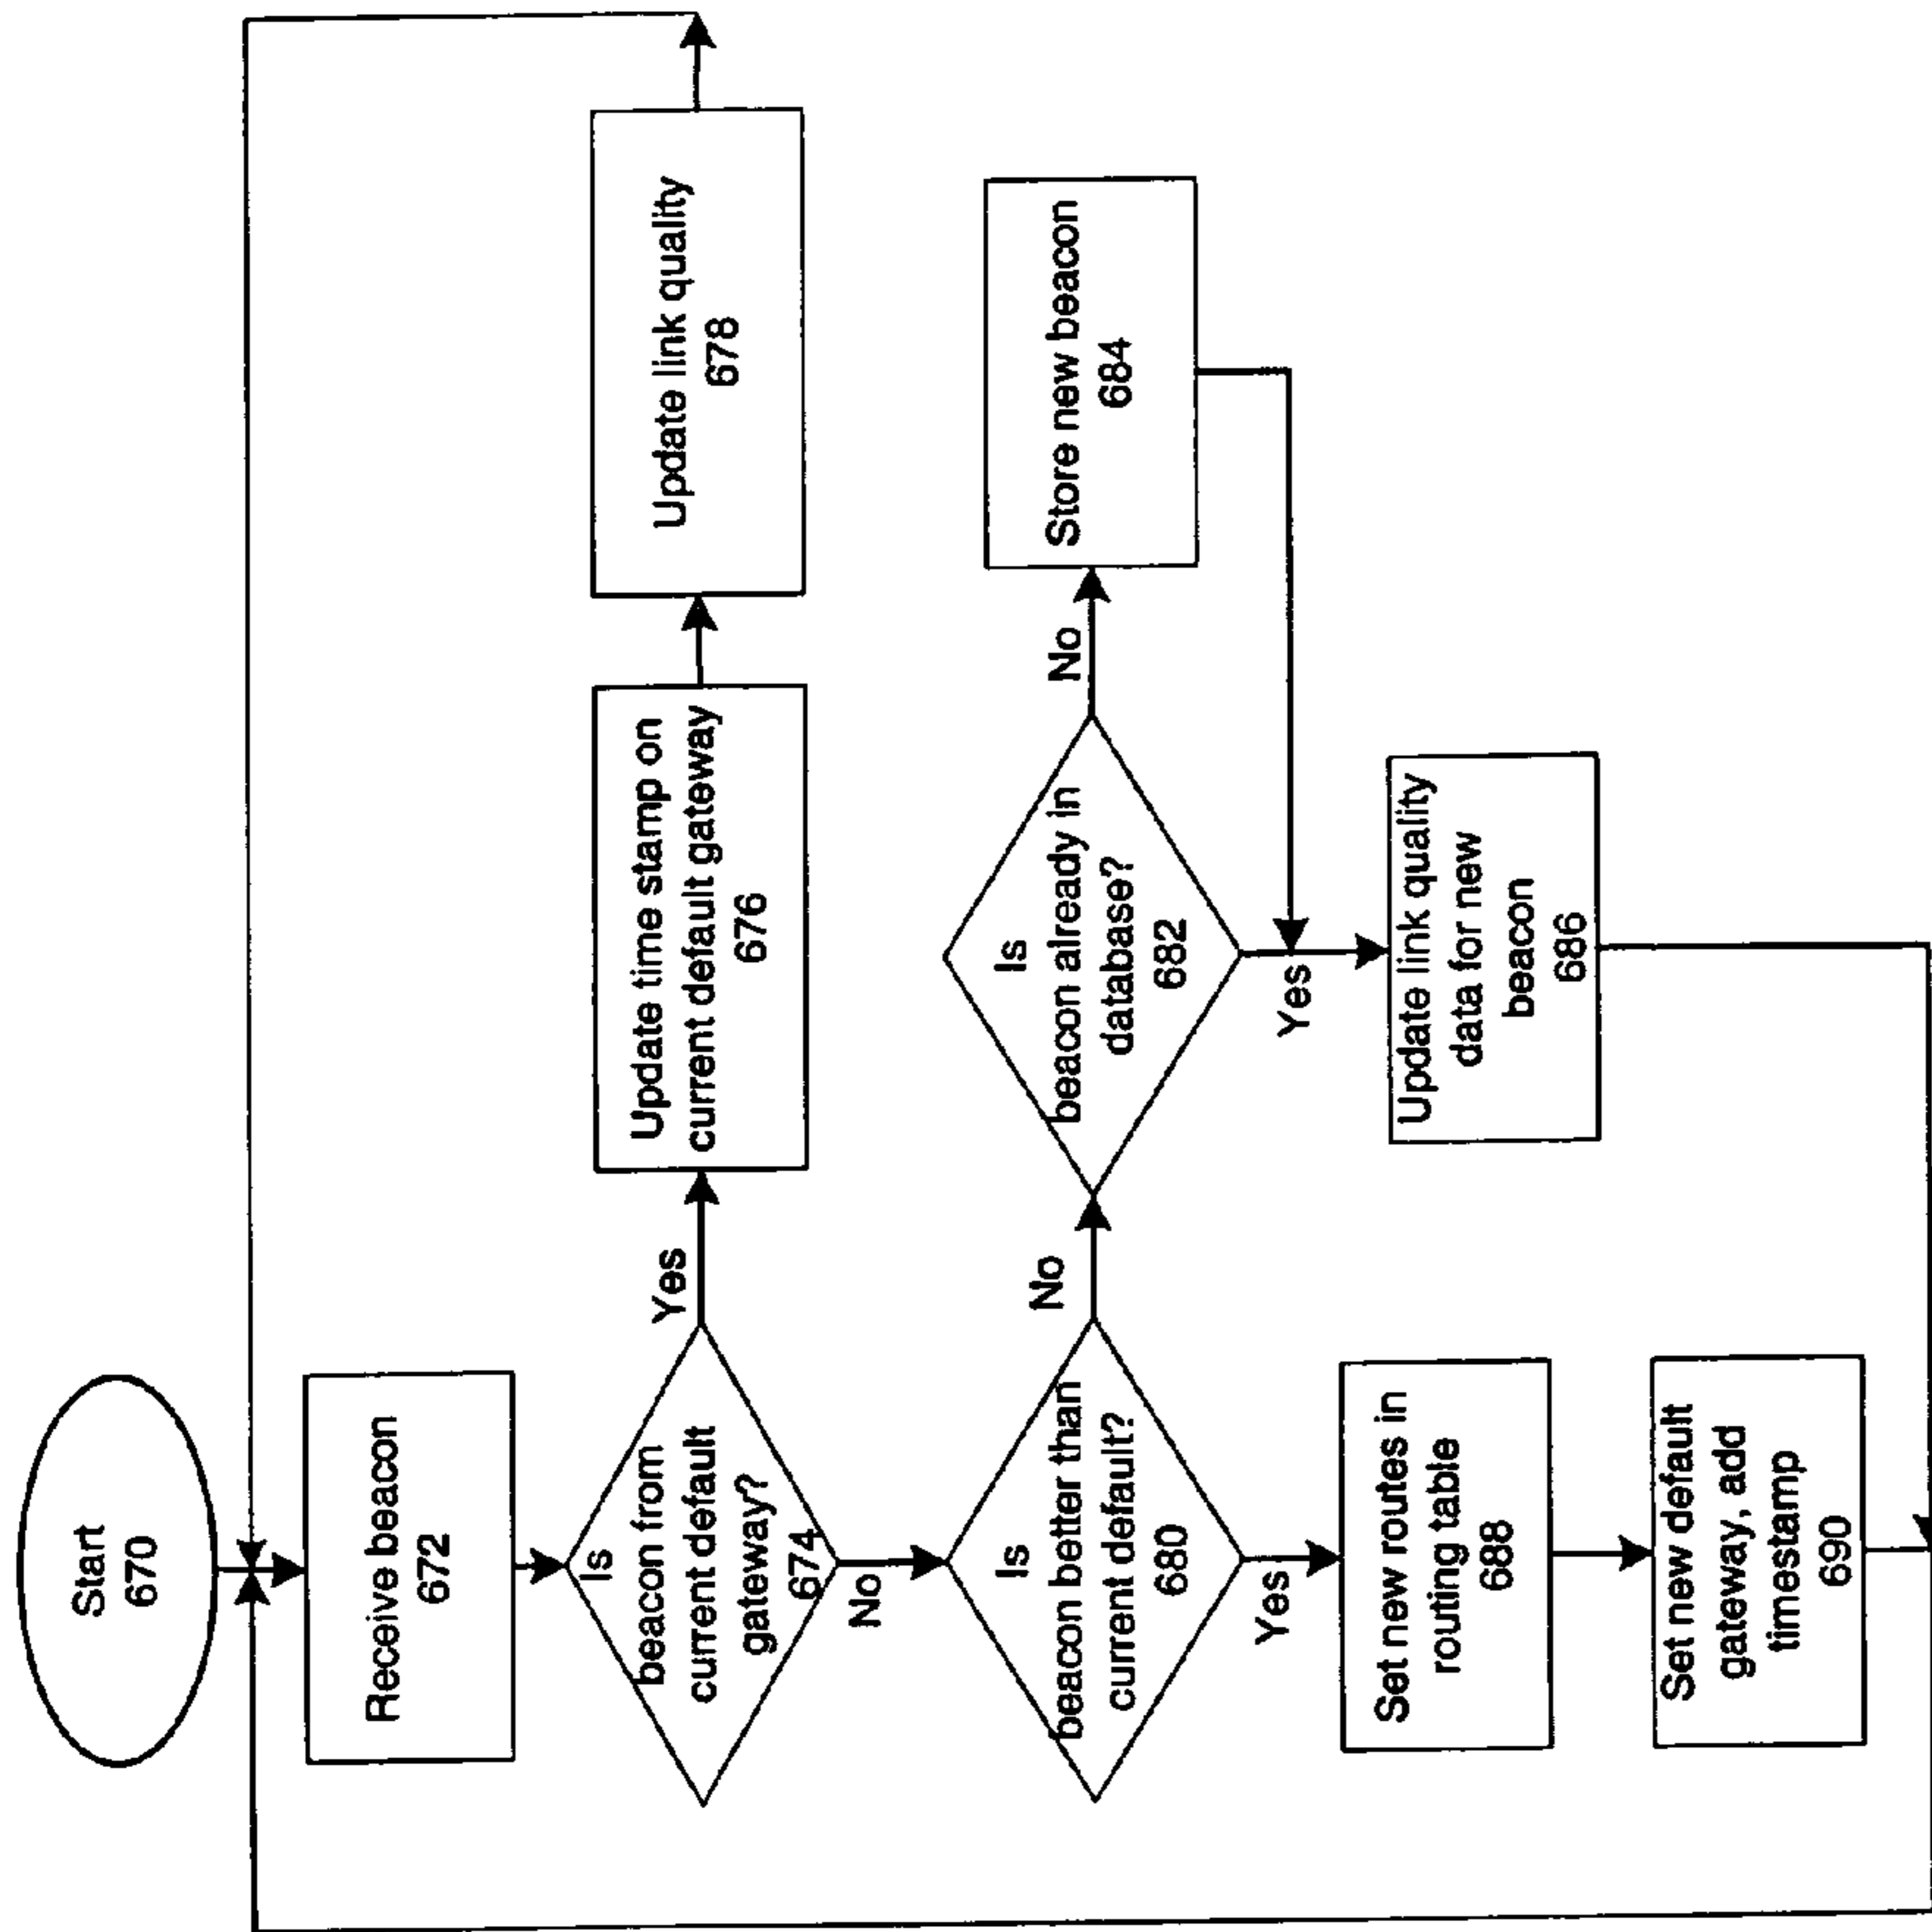 Start
670
Receive beacon
672
Is
beacon from
current default
gateway?
674
Yes
Update time stamp on
current default gateway
676
Update link quality
678
No
Is
beacon better than
current default?
680
No
Is
beacon already in
database?
682
No
Store new beacon
684
Yes
Update link quality
data for new
beacon
686
Yes
Set new routes in
routing table
688
Set new default
gateway, add
timestamp
690